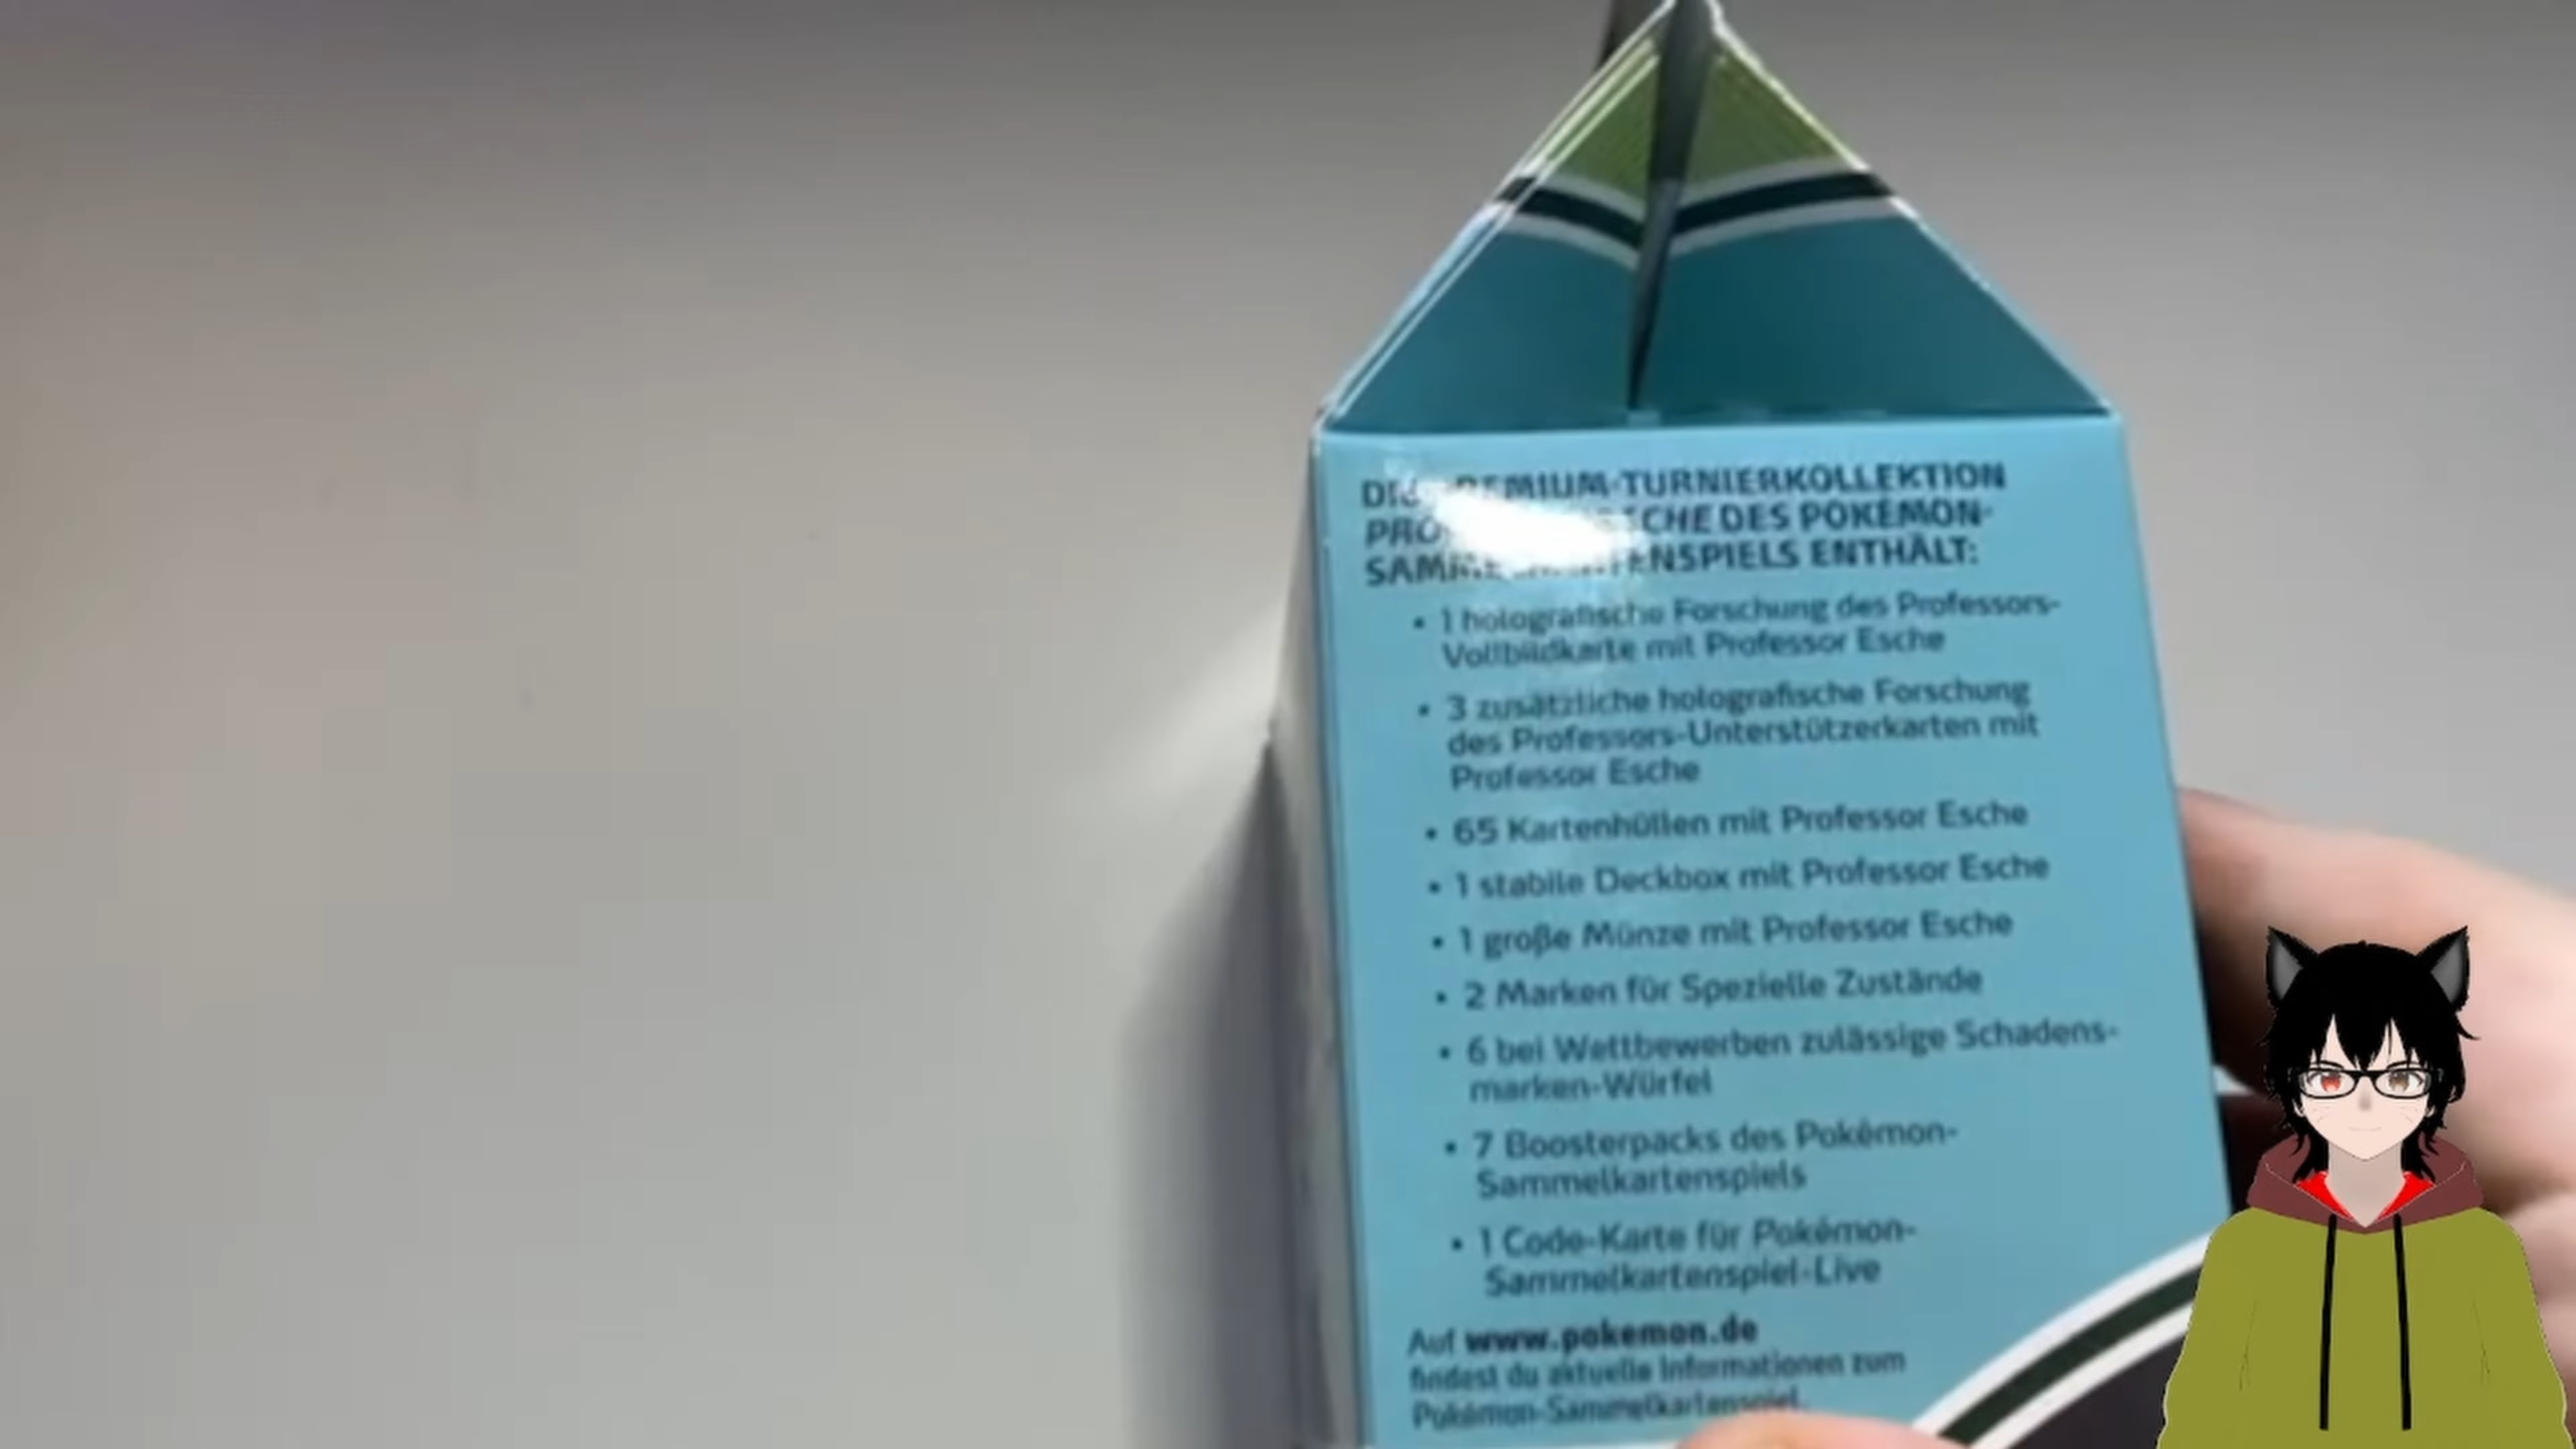 PREMIUM-TURNIERKOLLEKTION
DES POKÉMON-
ENTHÄLT:
• 1 holografische Forschung des Professors-
Vollbildkarte mit Professor Esche
• 3 zusätzliche holografische Forschung
des Professors-Unterstützerkarten mit
Professor Esche
• 65 Kartenhüllen mit Professor Esche
• 1 stabile Deckbox mit Professor Esche
• 1 große Münze mit Professor Esche
• 2 Marken für Spezielle Zustände
• 6 bei Wettbewerben zulässige Schadens-
marken-Würfel
• 7 Boosterpacks des Pokémon-
Sammelkartenspiels
• 1 Code-Karte für Pokémon-
Sammelkartenspiel-Live
Auf www.pokemon.de
findest du aktuelle Informationen zum
Pokémon-Sammelkartenspiel.